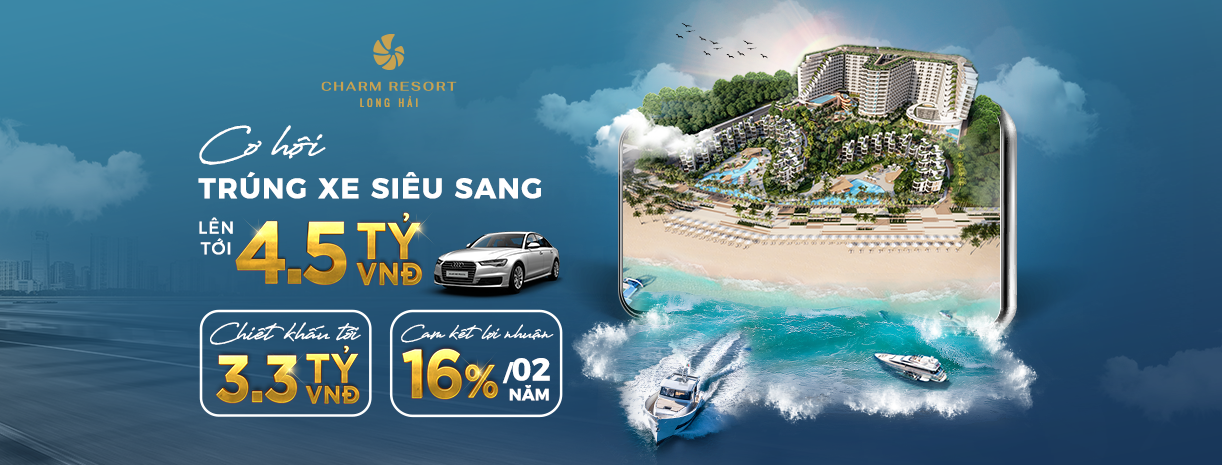 CHARM RESORT
LONG HẢI
Cơ hội
TRÚNG XE SIÊU SANG
LÊN TỚI 4.5 TỶ VNĐ
Chiết khấu tới
3.3 TỶ VNĐ
Cam kết lợi nhuận
16% /02 NĂM